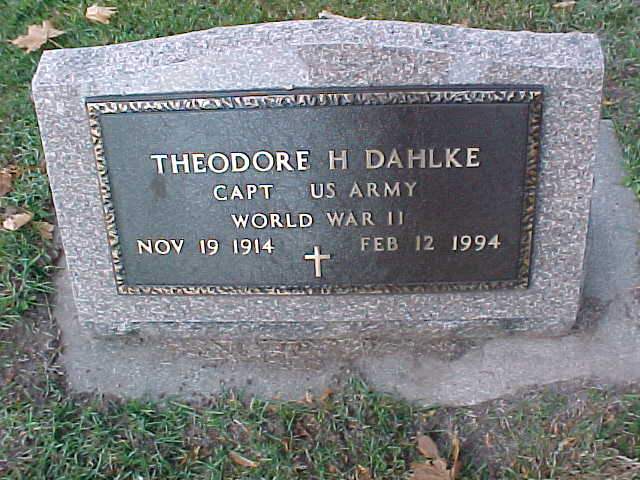 THEODORE H DAHLKE
CAPT US ARMY
WORLD WAR II
NOV 19 1914 FEB 12 1994